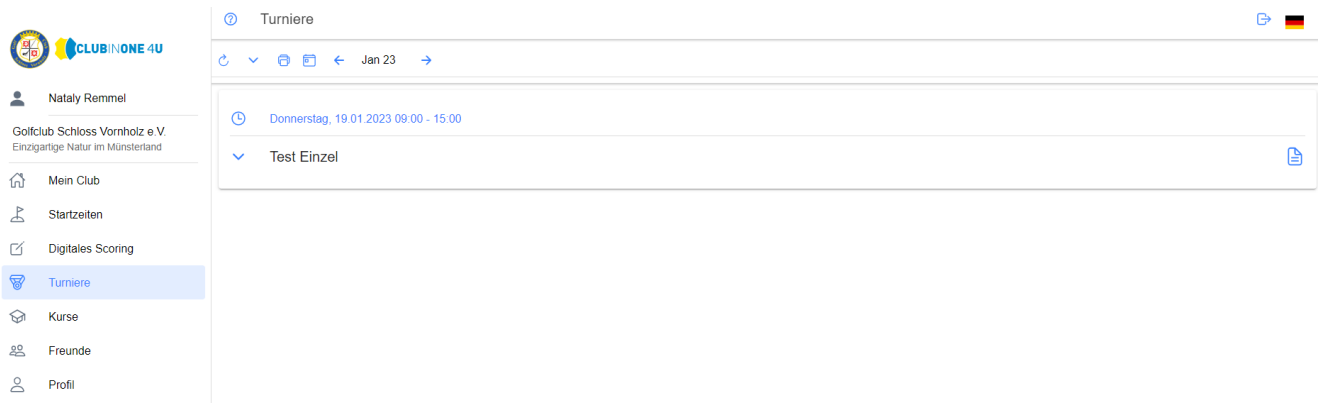 CLUBINONE 4U
Nataly Remmel
Golfclub Schloss Vornholz e.V.
Einzigartige Natur im Münsterland
Mein Club
Startzeiten
Digitales Scoring
Turniere
Kurse
Freunde
Profil
Turniere
Jan 23
Donnerstag, 19.01.2023 09:00 - 15:00
Test Einzel